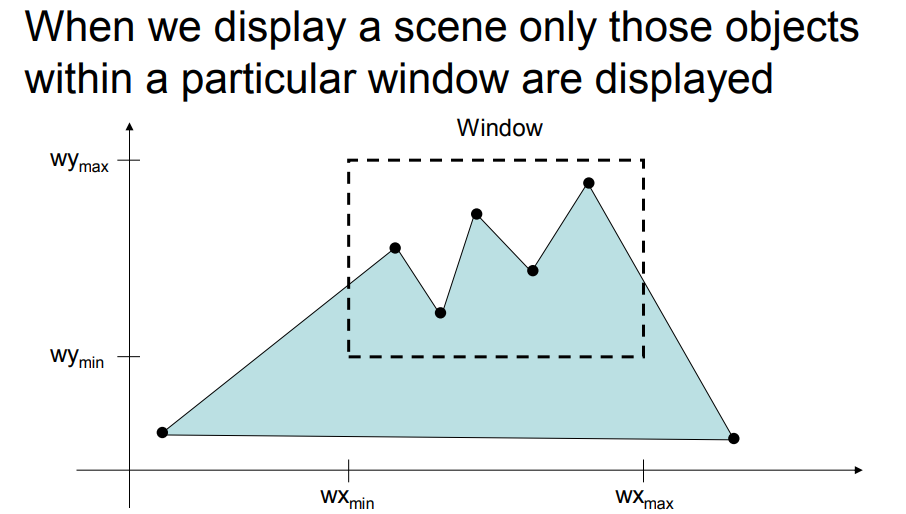 When we display a scene only those objects
within a particular window are displayed
Window
wymax
wymin
wxmin
wxmax